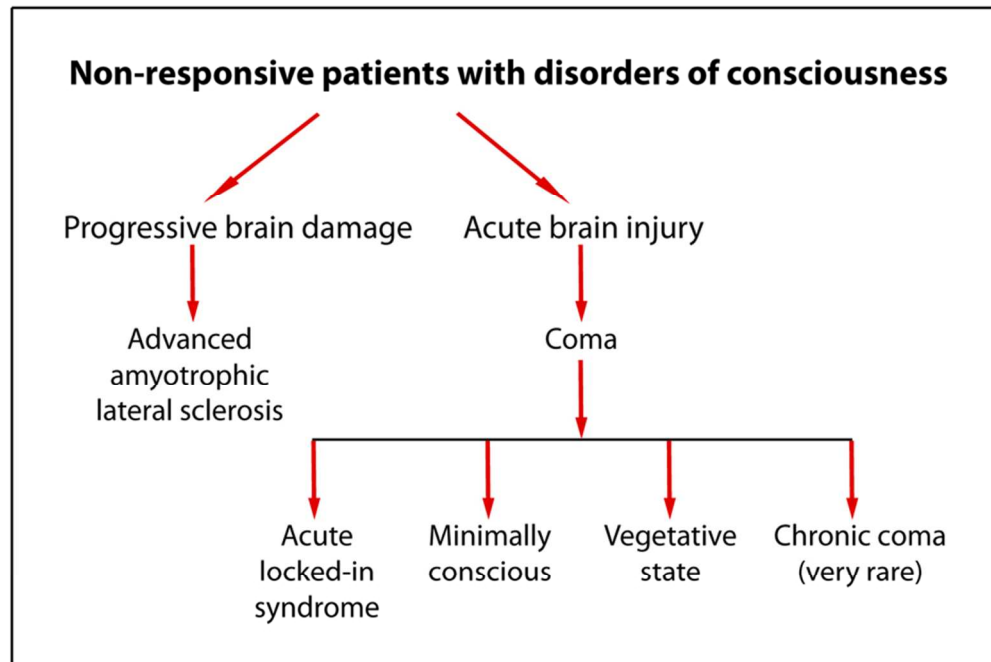 Non-responsive patients with disorders of consciousness
Progressive brain damage
Acute brain injury
Advanced
amyotrophic
lateral sclerosis
Coma
Acute
locked-in
syndrome
Minimally
conscious
Vegetative
state
Chronic coma
(very rare)